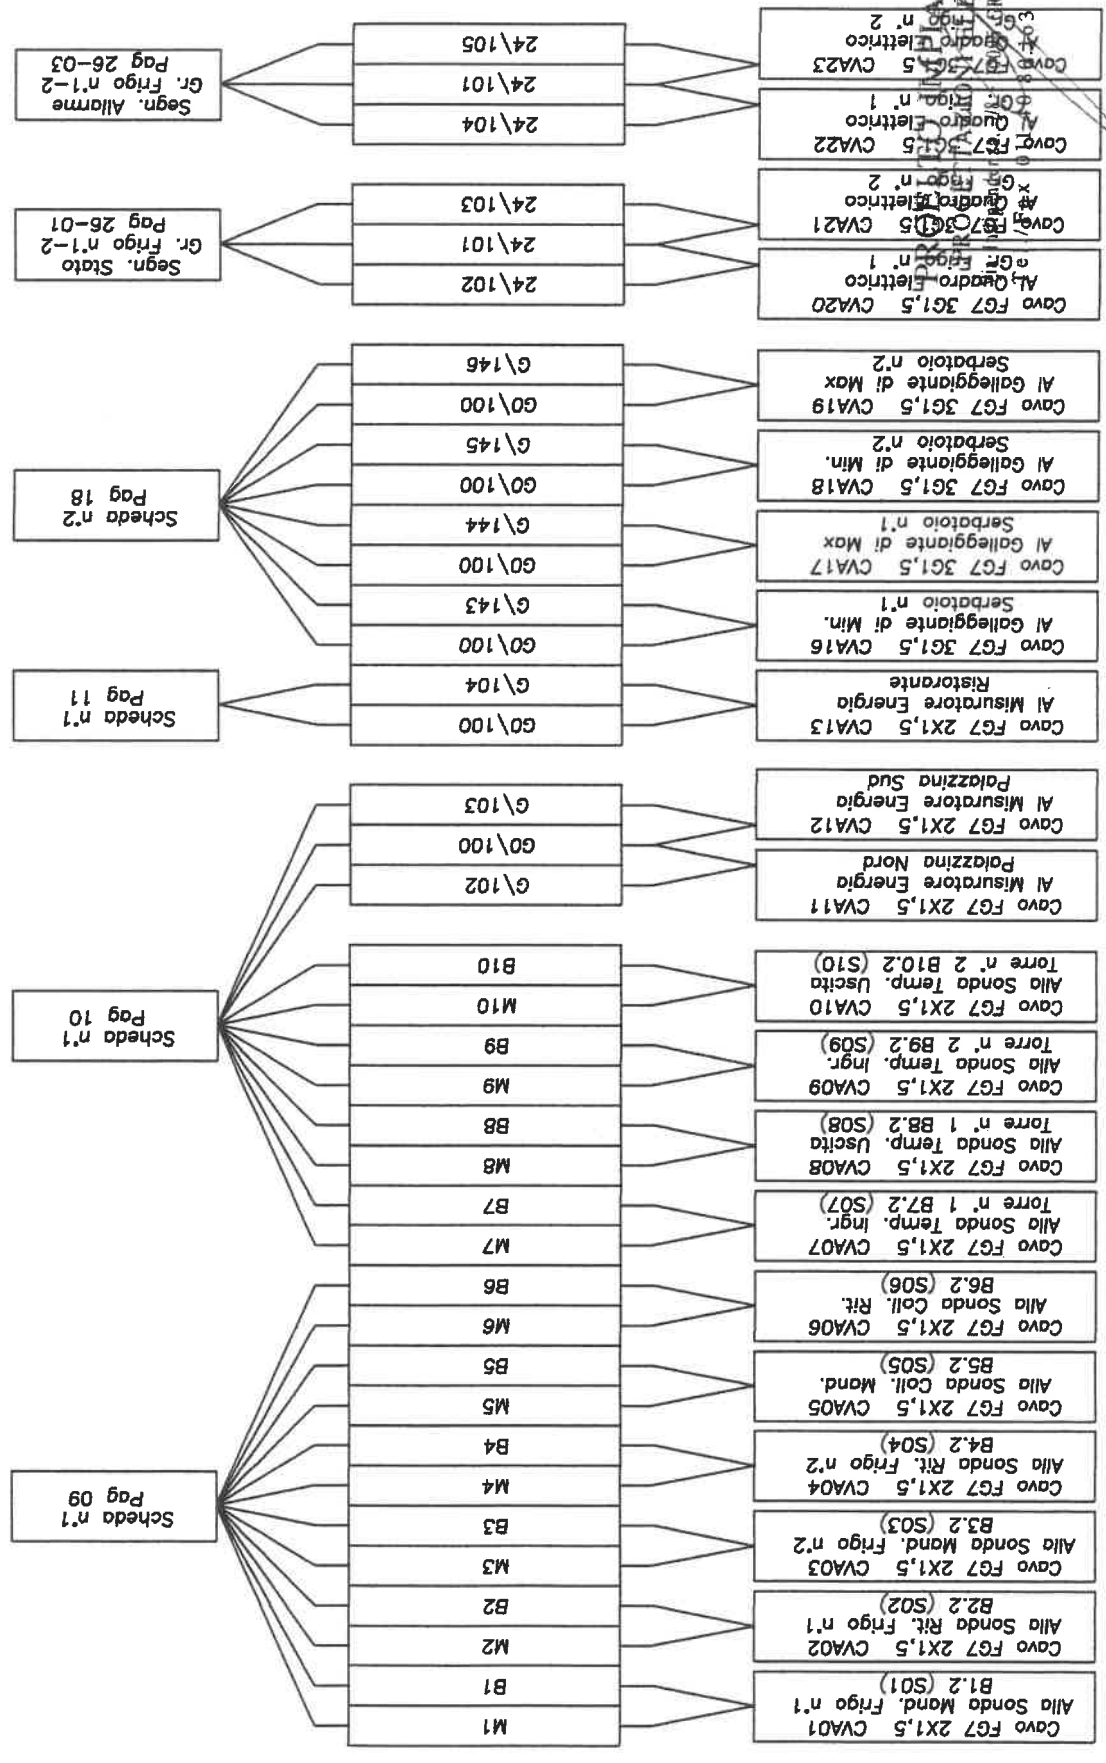 Cavo FG7 2X1,5 CVA01
Alla Sonda Mand. Frigo n°1
B1.2 (S01)
Cavo FG7 2X1,5 CVA02
Alla Sonda Rit. Frigo n°1
B2.2 (S02)
Cavo FG7 2X1,5 CVA03
Alla Sonda Mand. Frigo n°2
B3.2 (S03)
Cavo FG7 2X1,5 CVA04
Alla Sonda Rit. Frigo n°2
B4.2 (S04)
Cavo FG7 2X1,5 CVA05
Alla Sonda Coll. Mand.
B5.2 (S05)
Cavo FG7 2X1,5 CVA06
Alla Sonda Coll. Rit.
B6.2 (S06)
Cavo FG7 2X1,5 CVA07
Alla Sonda Temp. Ingr.
Torre n° 1 B7.2 (S07)
Cavo FG7 2X1,5 CVA08
Alla Sonda Temp. Uscita
Torre n° 1 B8.2 (S08)
Cavo FG7 2X1,5 CVA09
Alla Sonda Temp. Ingr.
Torre n° 2 B9.2 (S09)
Cavo FG7 2X1,5 CVA10
Alla Sonda Temp. Uscita
Torre n° 2 B10.2 (S10)
Cavo FG7 2X1,5 CVA11
Al Misuratore Energia
Palazzina Nord
Cavo FG7 2X1,5 CVA12
Al Misuratore Energia
Palazzina Sud
Cavo FG7 2X1,5 CVA13
Al Misuratore Energia
Ristorante
Cavo FG7 3G1,5 CVA16
Al Galleggiante di Min.
Serbatoio n°1
Cavo FG7 3G1,5 CVA17
Al Galleggiante di Max
Serbatoio n°1
Cavo FG7 3G1,5 CVA18
Al Galleggiante di Min.
Serbatoio n°2
Cavo FG7 3G1,5 CVA19
Al Galleggiante di Max
Serbatoio n°2
Cavo FG7 3G1,5 CVA20
Al Quadro Elettrico
Gr. Frigo n° 1
Cavo FG7 3G1,5 CVA21
Al Quadro Elettrico
Gr. Frigo n° 2
Cavo FG7 3G1,5 CVA22
Al Quadro Elettrico
Gr. Frigo n° 1
Cavo FG7 3G1,5 CVA23
Al Quadro Elettrico
Gr. Frigo n° 2
M1
B1
M2
B2
M3
B3
M4
B4
M5
B5
M6
B6
M7
B7
M8
B8
M9
B9
M10
B10
G\102
G0\100
G\103
G0\100
G\104
G0\100
G\143
G0\100
G\144
G0\100
G\145
G0\100
G\146
24\102
24\101
24\103
24\104
24\101
24\105
Scheda n°1
Pag 09
Scheda n°1
Pag 10
Scheda n°1
Pag 11
Scheda n°2
Pag 18
Segn. Stato
Gr. Frigo n°1-2
Pag 26-01
Segn. Allarme
Gr. Frigo n°1-2
Pag 26-03